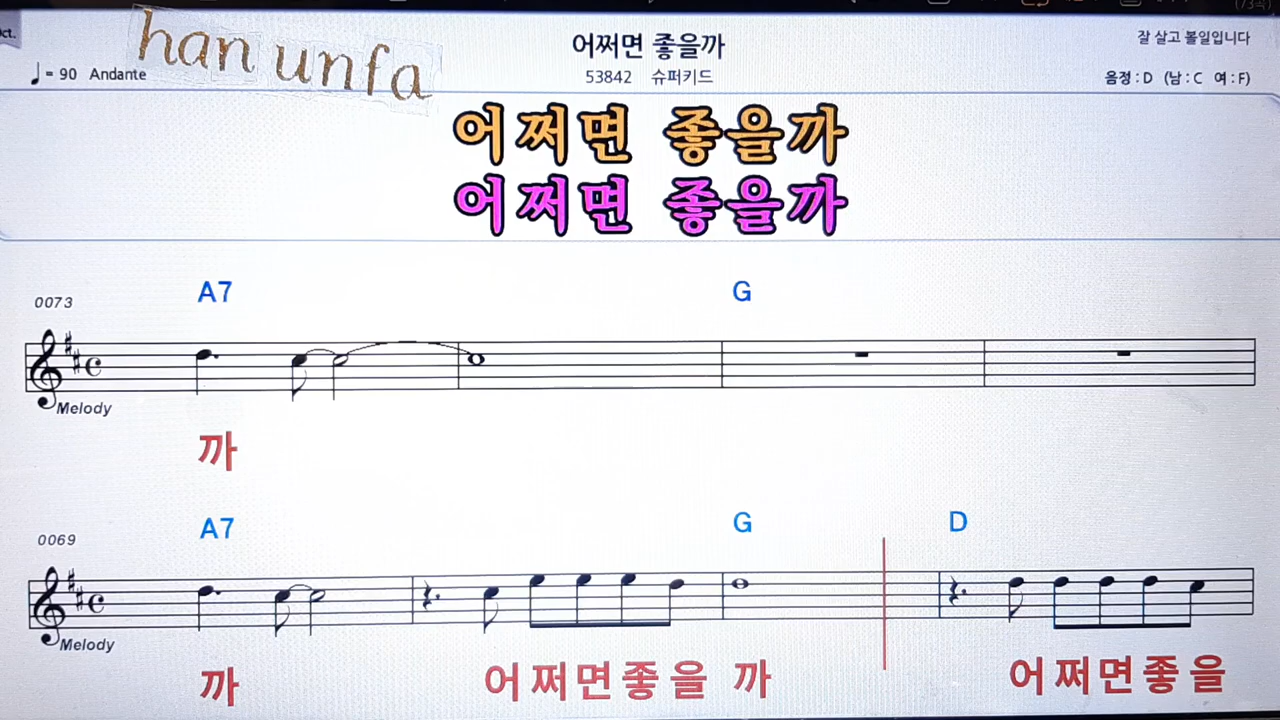 ct.
han unfa
어쩌면 좋을까
잘 살고 볼일입니다
= 90 Andante
53842 슈퍼키드
음정 : D (남 : C 여 : F)
어쩌면 좋을까
어쩌면 좋을까
0073
A7 G
Melody
까
0069
A7 G D
Melody
까 어쩌면좋을 까 어쩌면좋을